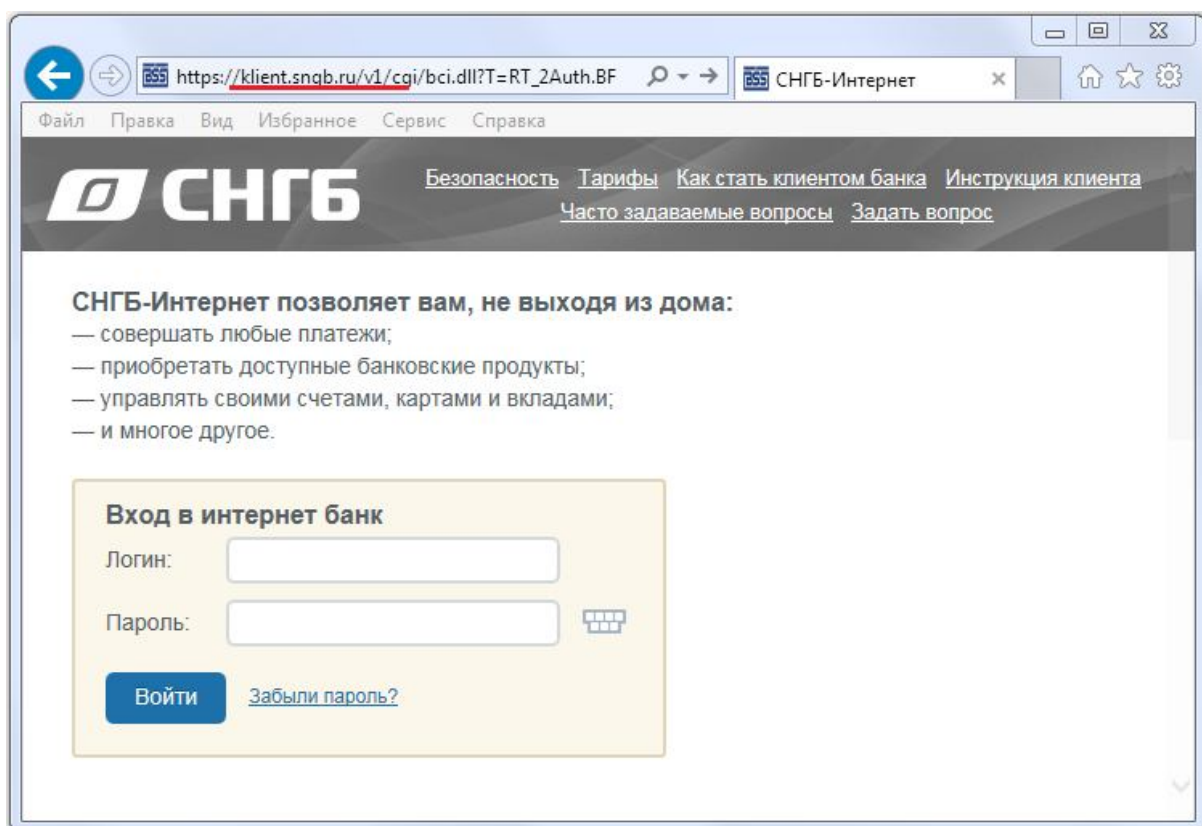 https://klient.sngb.ru/v1/cgi/bci.dll?T=RT_2Auth.BF
СНГБ-Интернет
Файл Правка Вид Избранное Сервис Справка
СНГБ
Безопасность Тарифы Как стать клиентом банка Инструкция клиента
Часто задаваемые вопросы Задать вопрос
СНГБ-Интернет позволяет вам, не выходя из дома:
— совершать любые платежи;
— приобретать доступные банковские продукты;
— управлять своими счетами, картами и вкладами;
— и многое другое.
Вход в интернет банк
Логин:
Пароль:
Войти Забыли пароль?